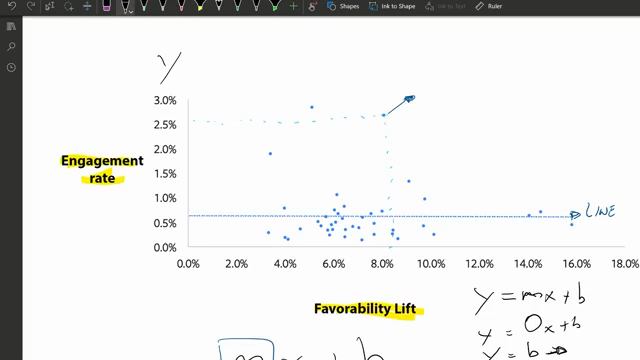 Shapes Ink to Shape Ink to Text Ruler
Y
3.0%
2.5%
2.0%
1.5%
1.0%
0.5%
0.0%
Engagement
rate
LINE
0.0% 2.0% 4.0% 6.0% 8.0% 10.0% 12.0% 14.0% 16.0% 18.0%
Favorability Lift
y = mx + b
y = 0x + b
y = b